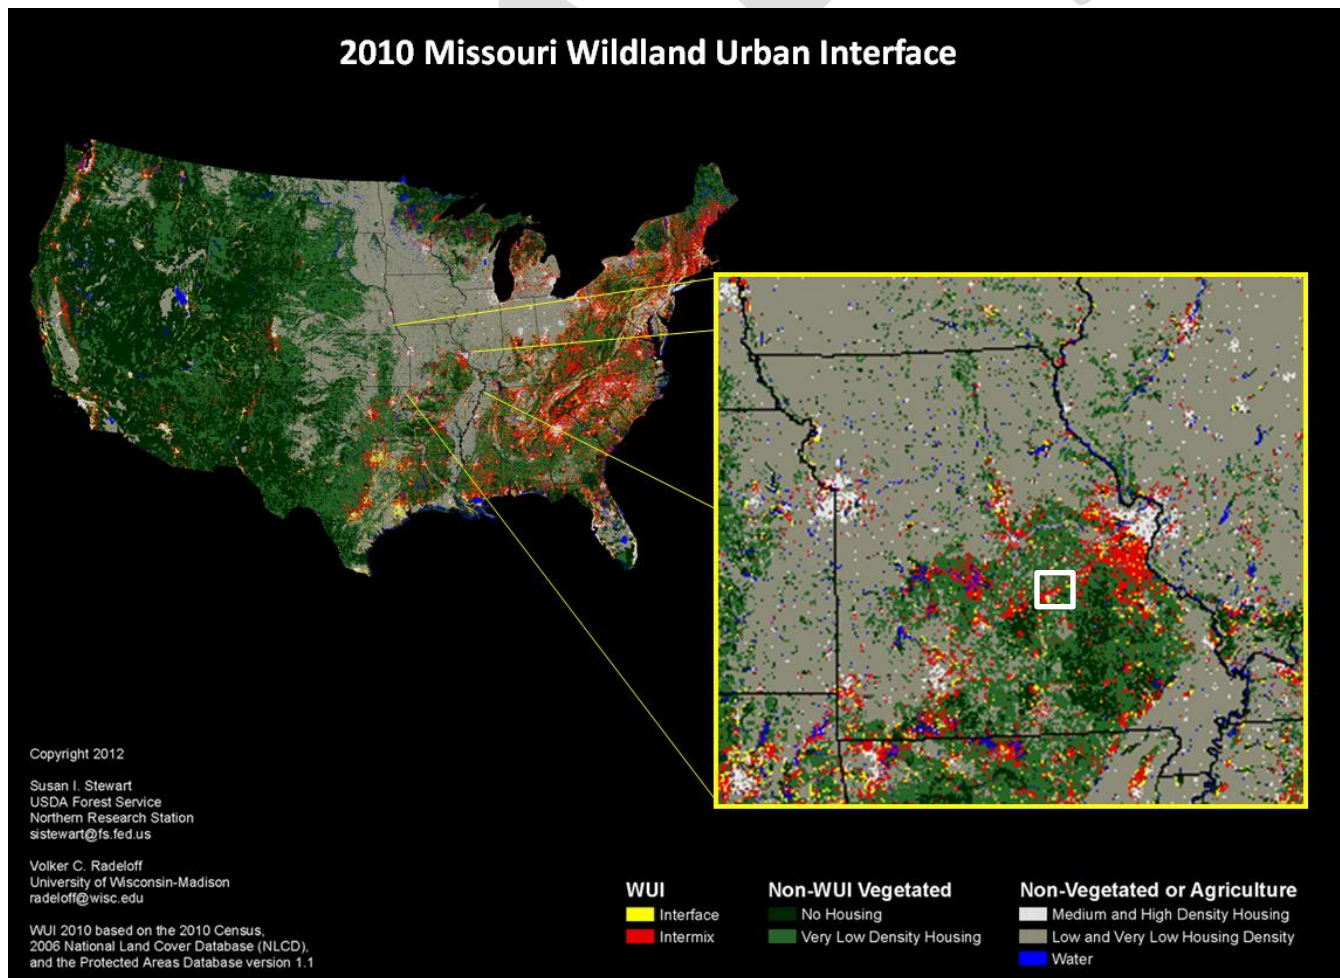 2010 Missouri Wildland Urban Interface
Copyright 2012
Susan I. Stewart
USDA Forest Service
Northern Research Station
sistewart@fs.fed.us
Volker C. Radeloff
University of Wisconsin-Madison
radeloff@wisc.edu
WUI 2010 based on the 2010 Census,
2006 National Land Cover Database (NLCD),
and the Protected Areas Database version 1.1
WUI
Interface
Intermix
Non-WUI Vegetated
No Housing
Very Low Density Housing
Non-Vegetated or Agriculture
Medium and High Density Housing
Low and Very Low Housing Density
Water